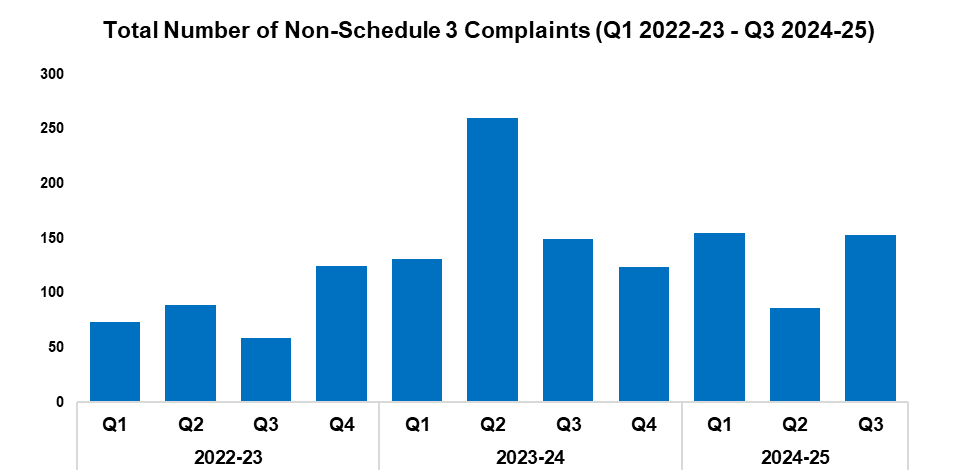 Total Number of Non-Schedule 3 Complaints (Q1 2022-23 - Q3 2024-25)
300
250
200
150
100
50
0
Q1 Q2 Q3 Q4 Q1 Q2 Q3 Q4 Q1 Q2 Q3
2022-23 2023-24 2024-25